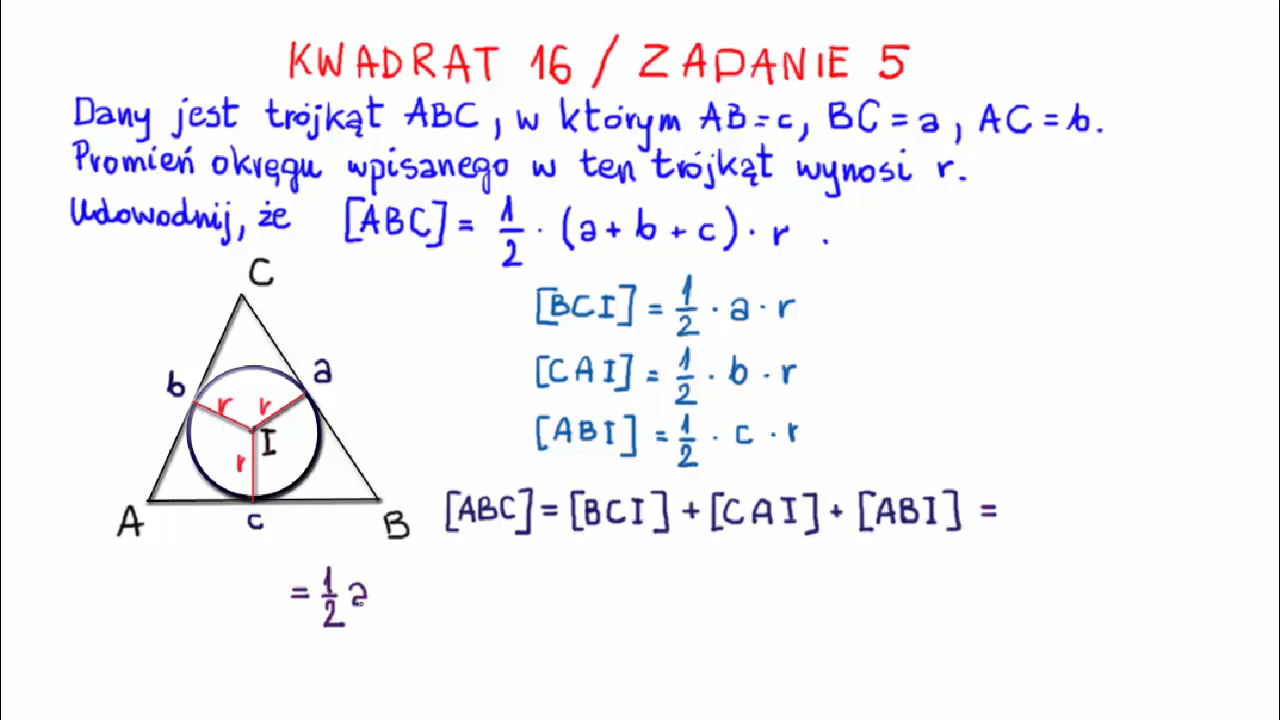 KWADRAT 16 / ZADANIE 5
Dany jest trójkąt ABC, w którym AB = c, BC = a, AC = b.
Promień okręgu wpisanego w ten trójkąt wynosi r.
Udowodnij, że [ABC] = 1/2 · (a + b + c) · r .
C
b
a
r
r
r
I
A
c
B
[BCI] = 1/2 · a · r
[CAI] = 1/2 · b · r
[ABI] = 1/2 · c · r
[ABC] = [BCI] + [CAI] + [ABI] =
= 1/2 a